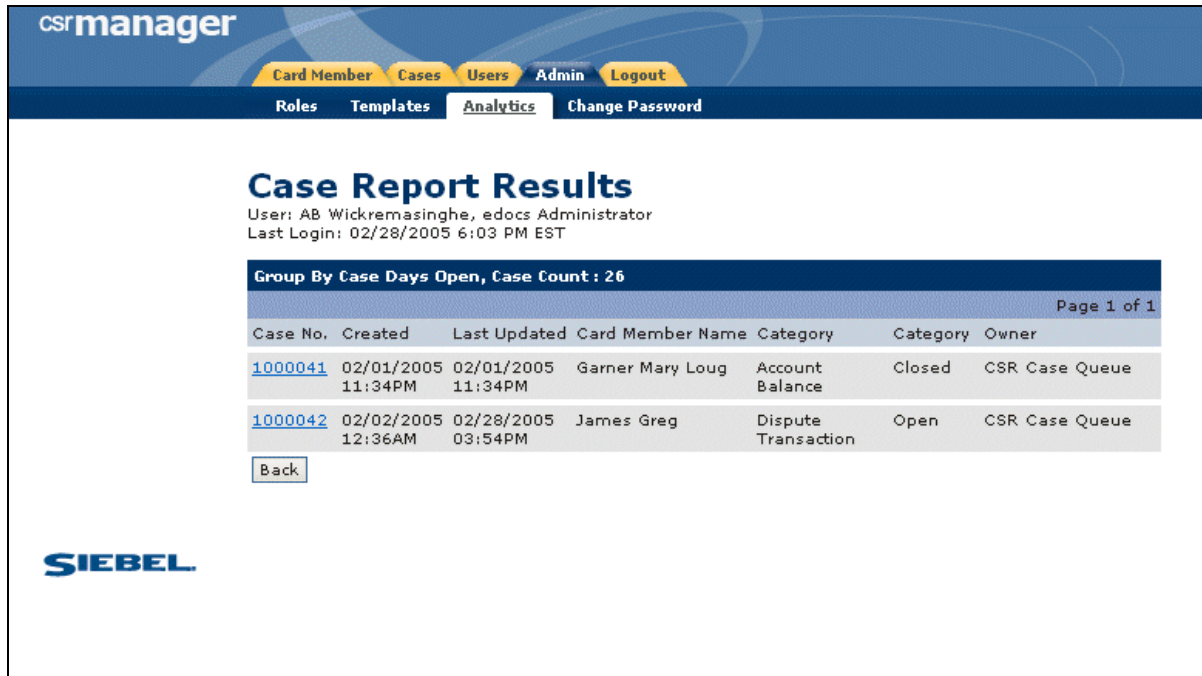 csrmanager
Card Member Cases Users Admin Logout
Roles Templates Analytics Change Password
Case Report Results
User: AB Wickremasinghe, edocs Administrator
Last Login: 02/28/2005 6:03 PM EST
Group By Case Days Open, Case Count : 26
Page 1 of 1
Case No. Created Last Updated Card Member Name Category Category Owner
1000041 02/01/2005 02/01/2005 Garner Mary Loug Account Closed CSR Case Queue
11:34PM 11:34PM Balance
1000042 02/02/2005 02/28/2005 James Greg Dispute Open CSR Case Queue
12:36AM 03:54PM Transaction
Back
SIEBEL.